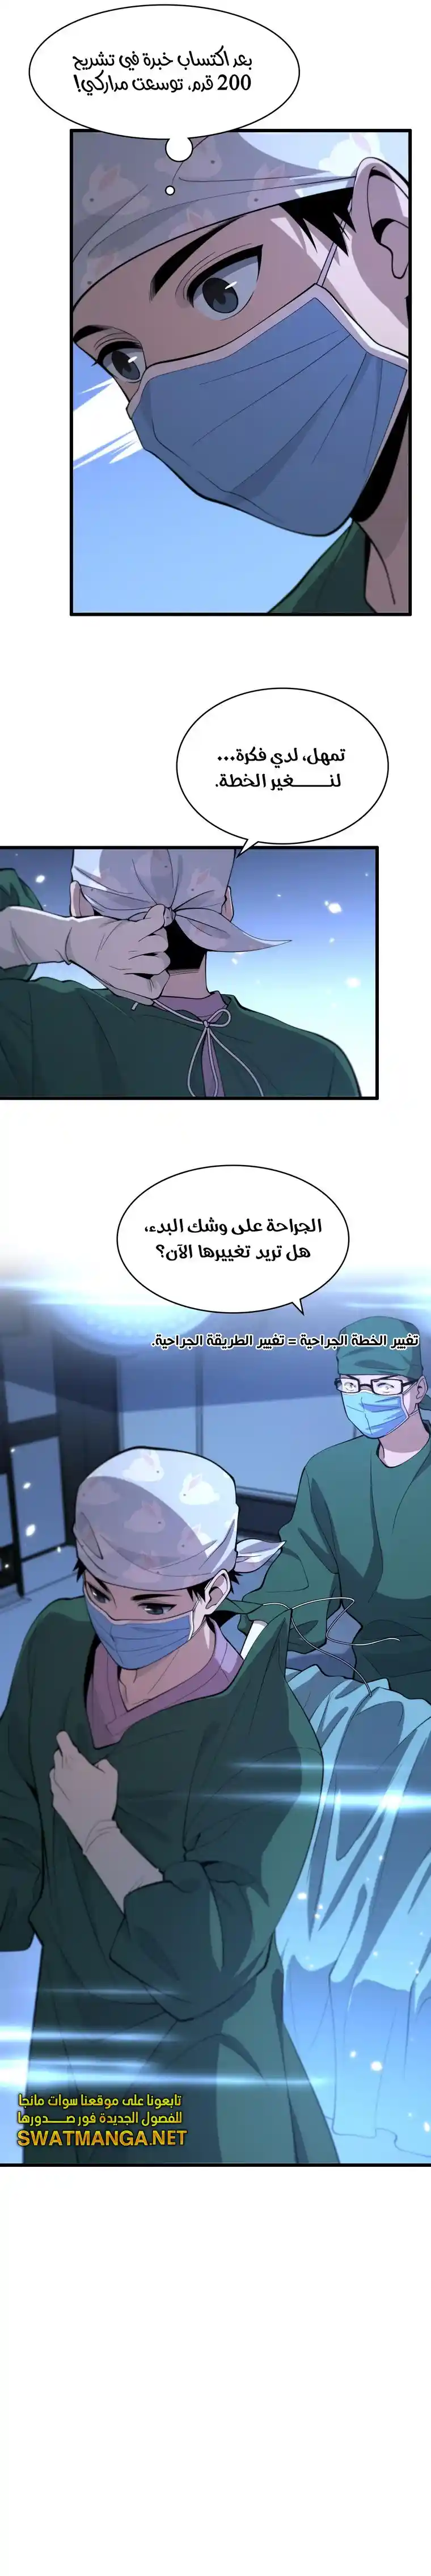 بعد اكتساب خبرة في تشريح
200 قدم، توسعت مداركي!
تمهل، لدي فكرة...
لنـــــغير الخطة.
الجراحة على وشك البدء،
هل تريد تغييرها الآن؟
تغيير الخطة الجراحية = تغيير الطريقة الجراحية.
تابعونا على موقعنا سوات مانجا
للفصول الجديدة فور صـــدورها
SWATMANGA.NET